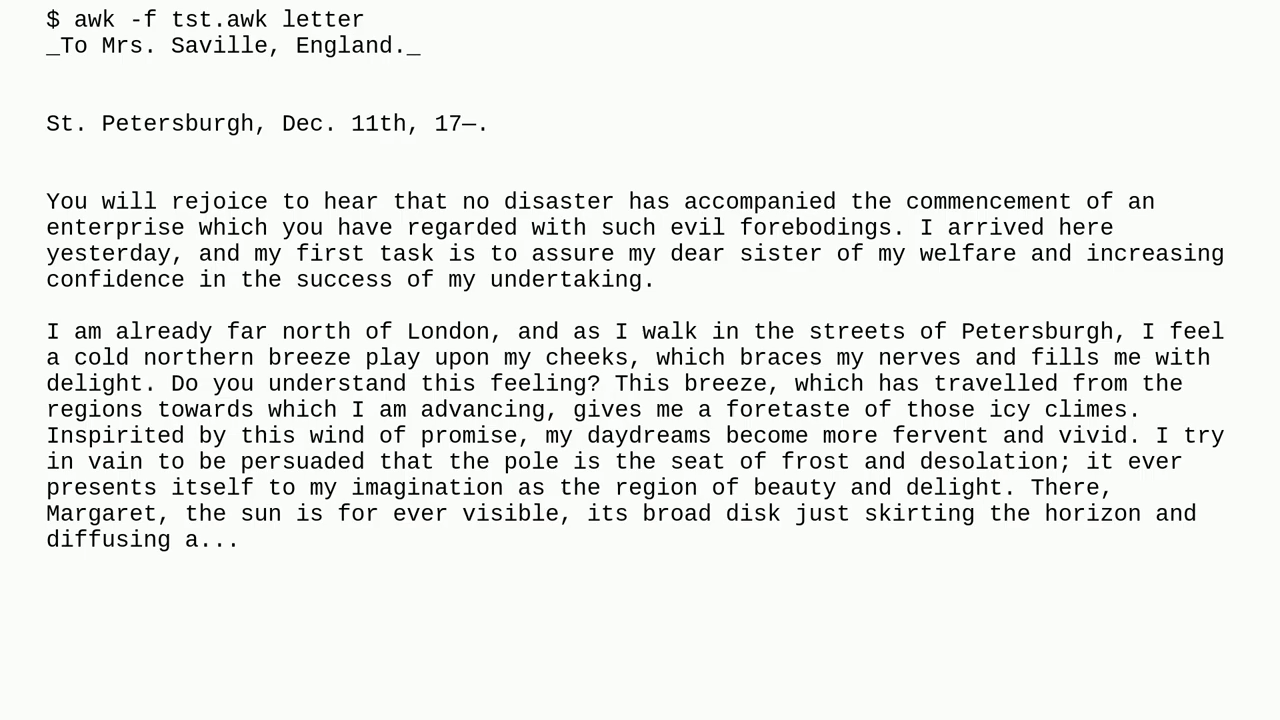 $ awk -f tst.awk letter
_To Mrs. Saville, England._
St. Petersburgh, Dec. 11th, 17—.
You will rejoice to hear that no disaster has accompanied the commencement of an
enterprise which you have regarded with such evil forebodings. I arrived here
yesterday, and my first task is to assure my dear sister of my welfare and increasing
confidence in the success of my undertaking.
I am already far north of London, and as I walk in the streets of Petersburgh, I feel
a cold northern breeze play upon my cheeks, which braces my nerves and fills me with
delight. Do you understand this feeling? This breeze, which has travelled from the
regions towards which I am advancing, gives me a foretaste of those icy climes.
Inspirited by this wind of promise, my daydreams become more fervent and vivid. I try
in vain to be persuaded that the pole is the seat of frost and desolation; it ever
presents itself to my imagination as the region of beauty and delight. There,
Margaret, the sun is for ever visible, its broad disk just skirting the horizon and
diffusing a...